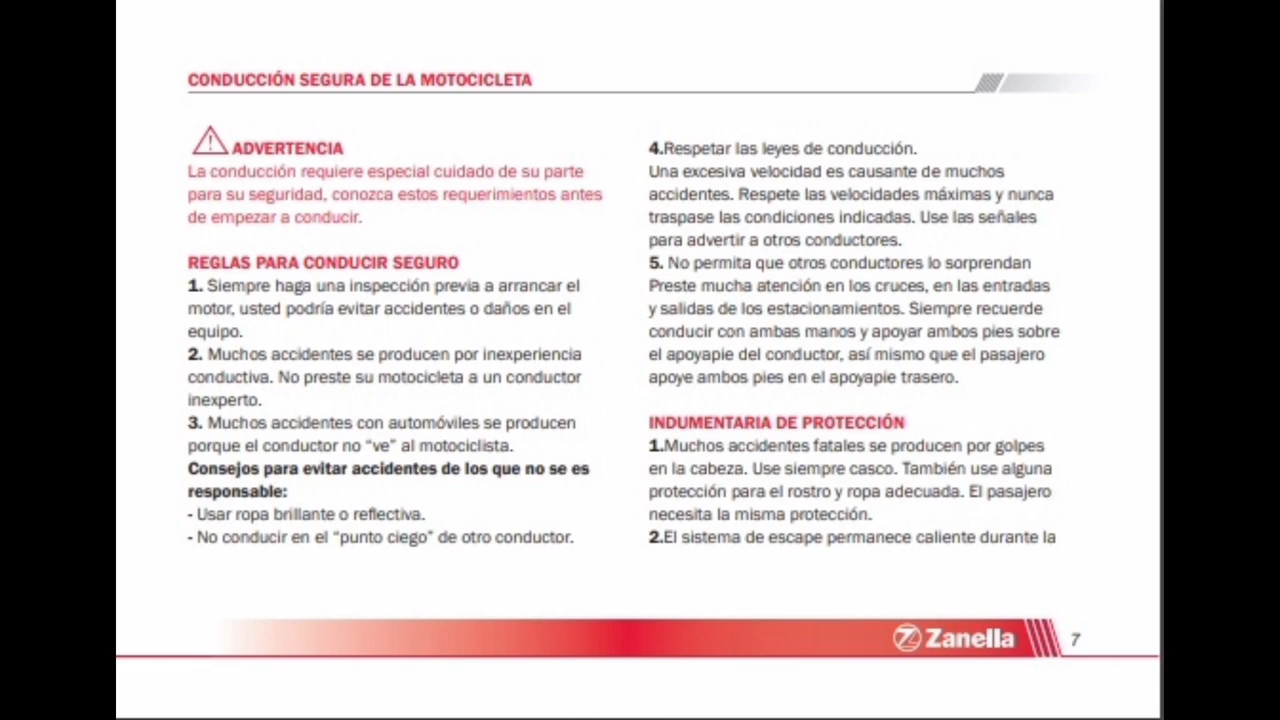 CONDUCCIÓN SEGURA DE LA MOTOCICLETA
ADVERTENCIA
La conducción requiere especial cuidado de su parte
para su seguridad, conozca estos requerimientos antes
de empezar a conducir.
REGLAS PARA CONDUCIR SEGURO
1. Siempre haga una inspección previa a arrancar el
motor, usted podría evitar accidentes o daños en el
equipo.
2. Muchos accidentes se producen por inexperiencia
conductiva. No preste su motocicleta a un conductor
inexperto.
3. Muchos accidentes con automóviles se producen
porque el conductor no “ve” al motociclista.
Consejos para evitar accidentes de los que no se es
responsable:
- Usar ropa brillante o reflectiva.
- No conducir en el “punto ciego” de otro conductor.
4.Respetar las leyes de conducción.
Una excesiva velocidad es causante de muchos
accidentes. Respete las velocidades máximas y nunca
traspase las condiciones indicadas. Use las señales
para advertir a otros conductores.
5. No permita que otros conductores lo sorprendan
Preste mucha atención en los cruces, en las entradas
y salidas de los estacionamientos. Siempre recuerde
conducir con ambas manos y apoyar ambos pies sobre
el apoyapie del conductor, así mismo que el pasajero
apoye ambos pies en el apoyapie trasero.
INDUMENTARIA DE PROTECCIÓN
1.Muchos accidentes fatales se producen por golpes
en la cabeza. Use siempre casco. También use alguna
protección para el rostro y ropa adecuada. El pasajero
necesita la misma protección.
2.El sistema de escape permanece caliente durante la
Zanella
7